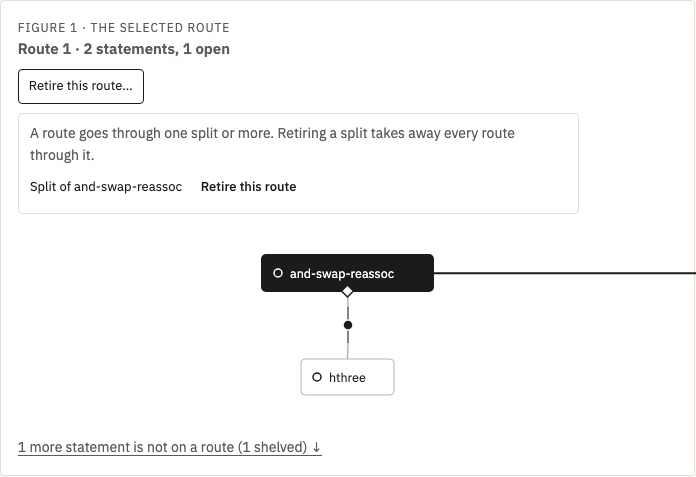 FIGURE 1 · THE SELECTED ROUTE
Route 1 · 2 statements, 1 open
Retire this route...
A route goes through one split or more. Retiring a split takes away every route
through it.
Split of and-swap-reassoc Retire this route
and-swap-reassoc
hthree
1 more statement is not on a route (1 shelved) ↓